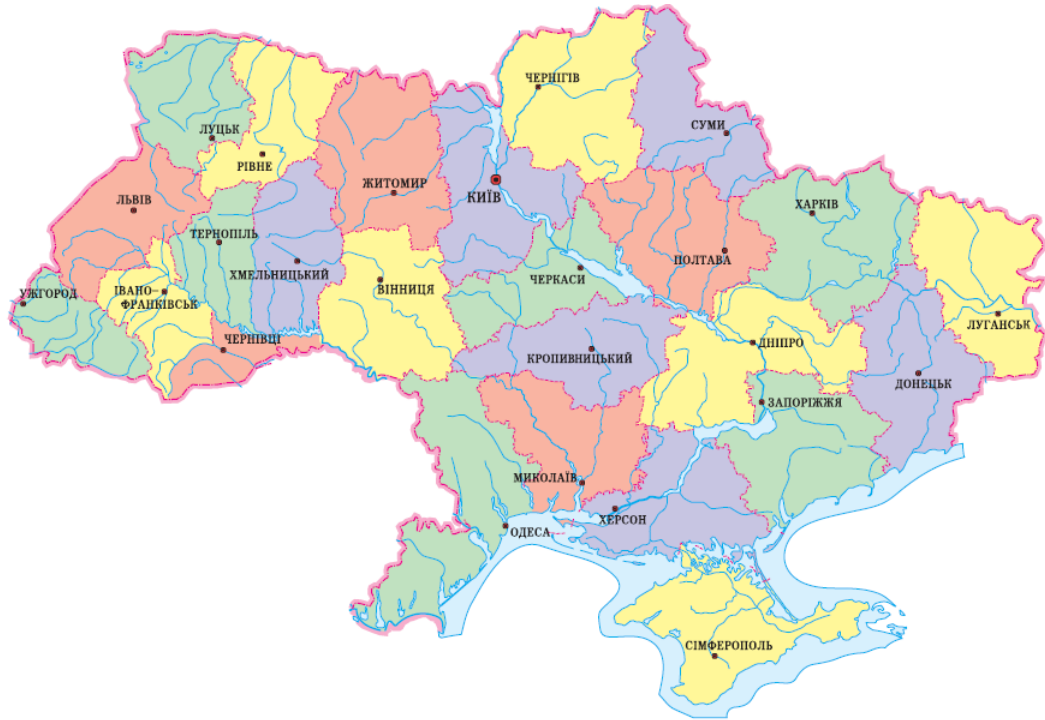 ЧЕРНІГІВ
СУМИ
ЛУЦЬК
РІВНЕ
ЖИТОМИР
КИЇВ
ЛЬВІВ
ХАРКІВ
ТЕРНОПІЛЬ
ПОЛТАВА
ХМЕЛЬНИЦЬКИЙ
ЧЕРКАСИ
УЖГОРОД
ІВАНО–
ФРАНКІВСЬК
ВІННИЦЯ
ЛУГАНСЬК
ЧЕРНІВЦІ
ДНІПРО
КРОПИВНИЦЬКИЙ
ДОНЕЦЬК
ЗАПОРІЖЖЯ
МИКОЛАЇВ
ХЕРСОН
ОДЕСА
СІМФЕРОПОЛЬ